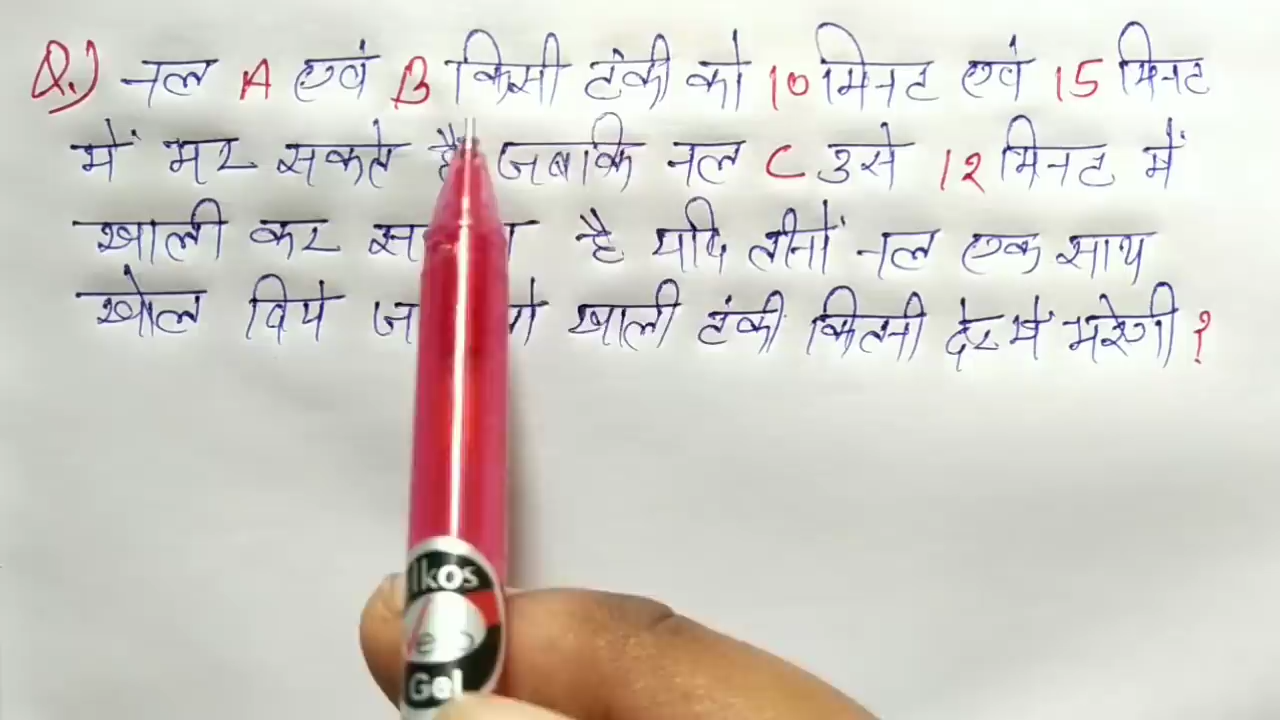 Q.) नल A एवं B किसी टंकी को 10 मिनट एवं 15 मिनट
में भर सकते हैं जबकि नल C उसे 12 मिनट में
खाली कर है यदि तीनों नल एक साथ
खोल दिये खाली टंकी कितनी देर में भरेगी ?
lkos
Gel